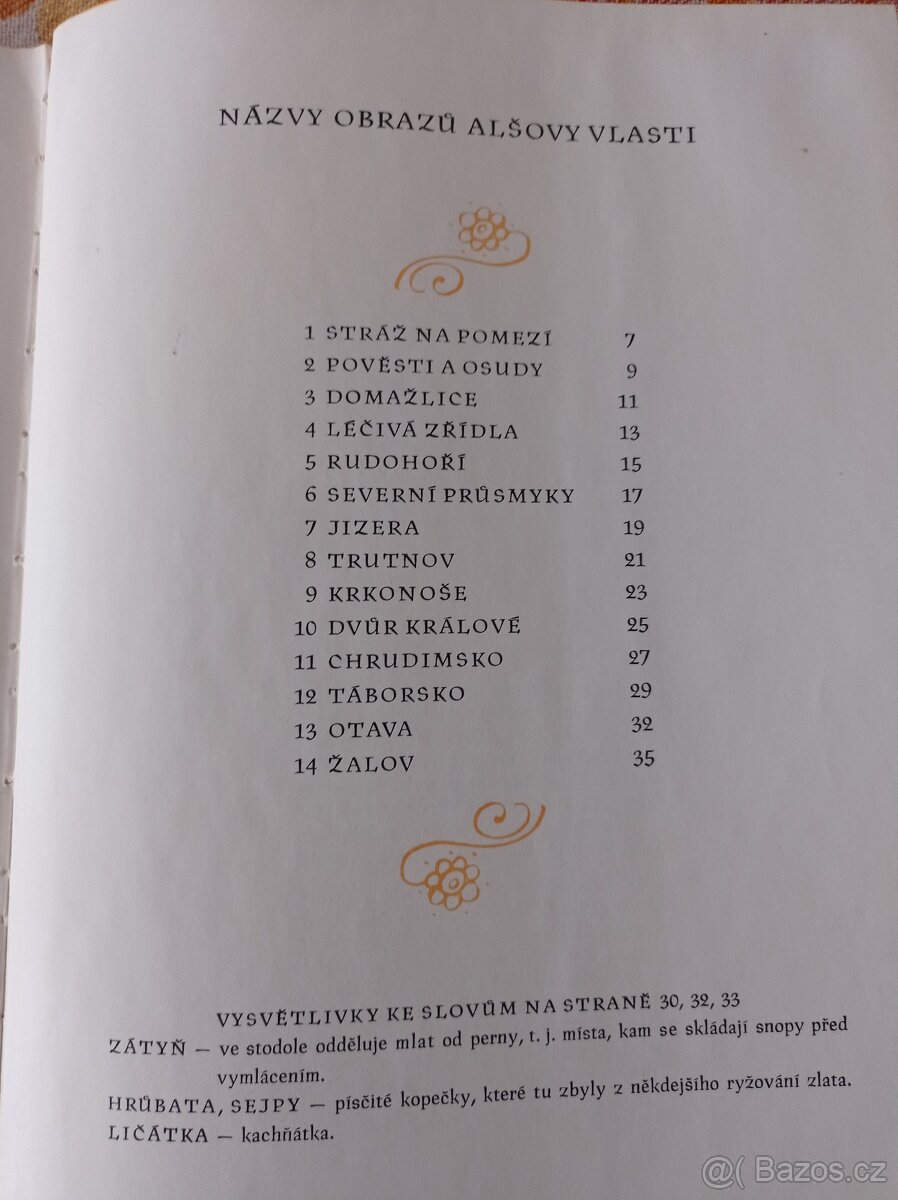 NÁZVY OBRAZŮ ALŠOVY VLASTI
1 STRÁŽ NA POMEZÍ 7
2 POVĚSTI A OSUDY 9
3 DOMAŽLICE 11
4 LÉČIVÁ ZŘÍDLA 13
5 RUDOHOŘÍ 15
6 SEVERNÍ PRŮSMYKY 17
7 JIZERA 19
8 TRUTNOV 21
9 KRKONOŠE 23
10 DVŮR KRÁLOVÉ 25
11 CHRUDIMSKO 27
12 TÁBORSKO 29
13 OTAVA 32
14 ŽALOV 35
VYSVĚTLIVKY KE SLOVŮM NA STRANĚ 30, 32, 33
ZÁTYŇ – ve stodole odděluje mlat od perny, t. j. místa, kam se skládají snopy před
vymlácením.
HRŮBATA, SEJPY – písčité kopečky, které tu zbyly z někdejšího ryžování zlata.
LIČÁTKA – kachňátka.
@( Bazos.cz